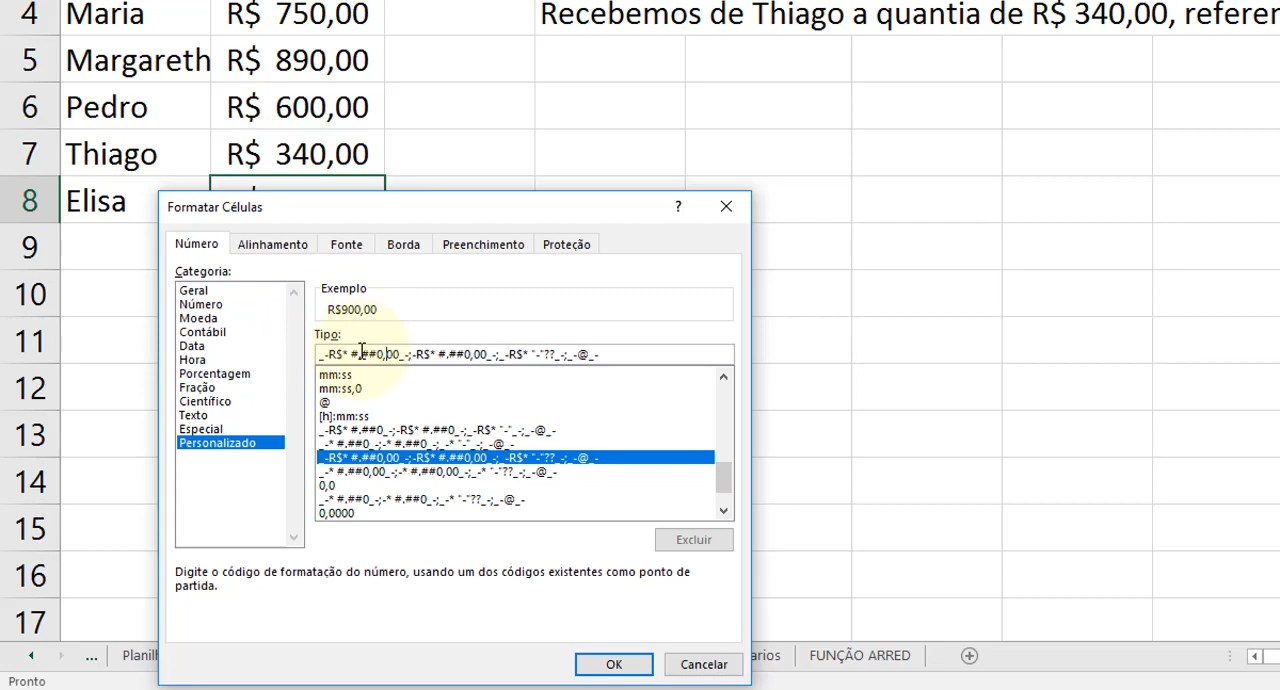 4 Maria R$ 750,00 Recebemos de Thiago a quantia de R$ 340,00, referen
5 Margareth R$ 890,00
6 Pedro R$ 600,00
7 Thiago R$ 340,00
8 Elisa
9
10
11
12
13
14
15
16
17
Formatar Células ?
Número Alinhamento Fonte Borda Preenchimento Proteção
Categoria:
Geral
Número
Moeda
Contábil
Data
Hora
Porcentagem
Fração
Científico
Texto
Especial
Personalizado
Exemplo
R$900,00
Tipo:
_-R$* #.##0,00_-;-R$* #.##0,00_-;_-R$* "-"??_-;_-@_-
mm:ss
mm:ss,0
@
[h]:mm:ss
_-R$* #.##0_-;-R$* #.##0_-;_-R$* "-"_-;_-@_-
_-* #.##0_-;-* #.##0_-;_-* "-"_-;_-@_-
_-R$* #.##0,00_-;-R$* #.##0,00_-;_-R$* "-"??_-;_-@_-
_-* #.##0,00_-;-* #.##0,00_-;_-* "-"??_-;_-@_-
0,0
_-* #.##0_-;-* #.##0_-;_-* "-"??_-;_-@_-
0,0000
Excluir
Digite o código de formatação do número, usando um dos códigos existentes como ponto de
partida.
OK Cancelar
... Planilh arios FUNÇÃO ARRED
Pronto